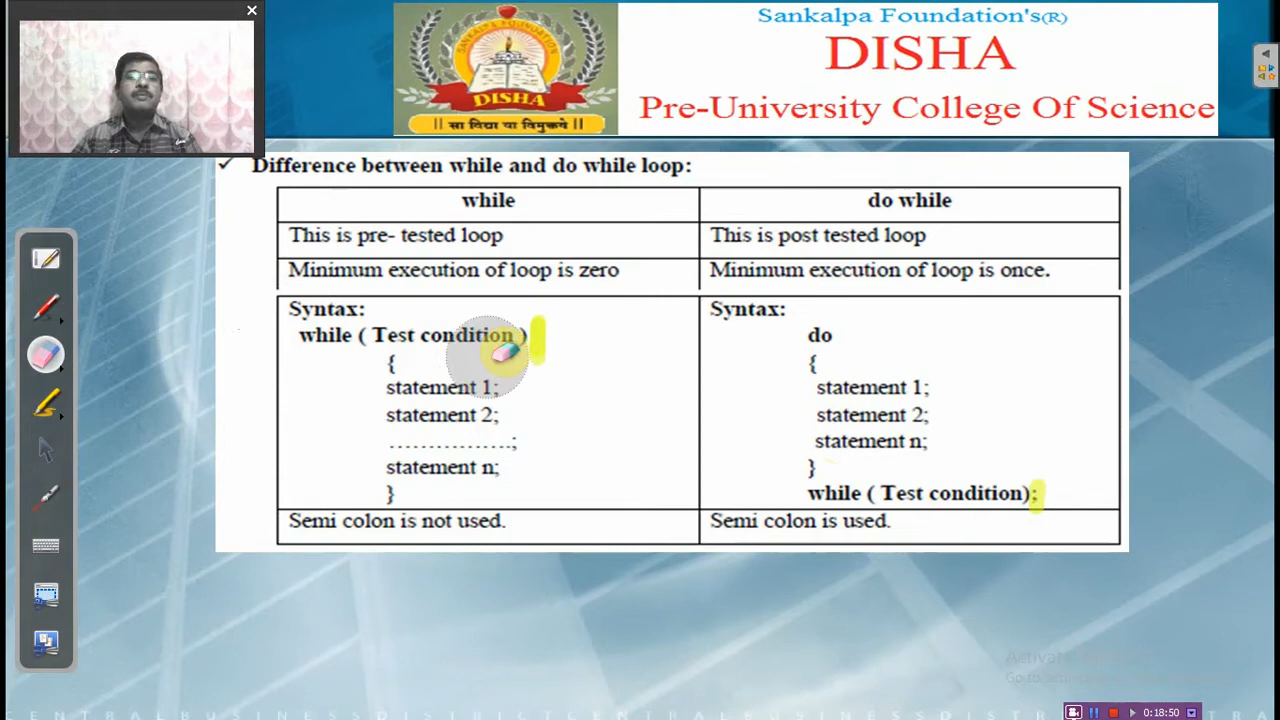 Sankalpa Foundation's(R)
DISHA
Pre-University College Of Science
SANKALPA FOUNDATION'S
DISHA
|| सा विद्या या विमुक्तये ||
✓ Difference between while and do while loop:
while
do while
This is pre- tested loop
This is post tested loop
Minimum execution of loop is zero
Minimum execution of loop is once.
Syntax:
while ( Test condition )
{
statement 1;
statement 2;
………………;
statement n;
}
Syntax:
do
{
statement 1;
statement 2;
statement n;
}
while ( Test condition);
Semi colon is not used.
Semi colon is used.
0:18:50